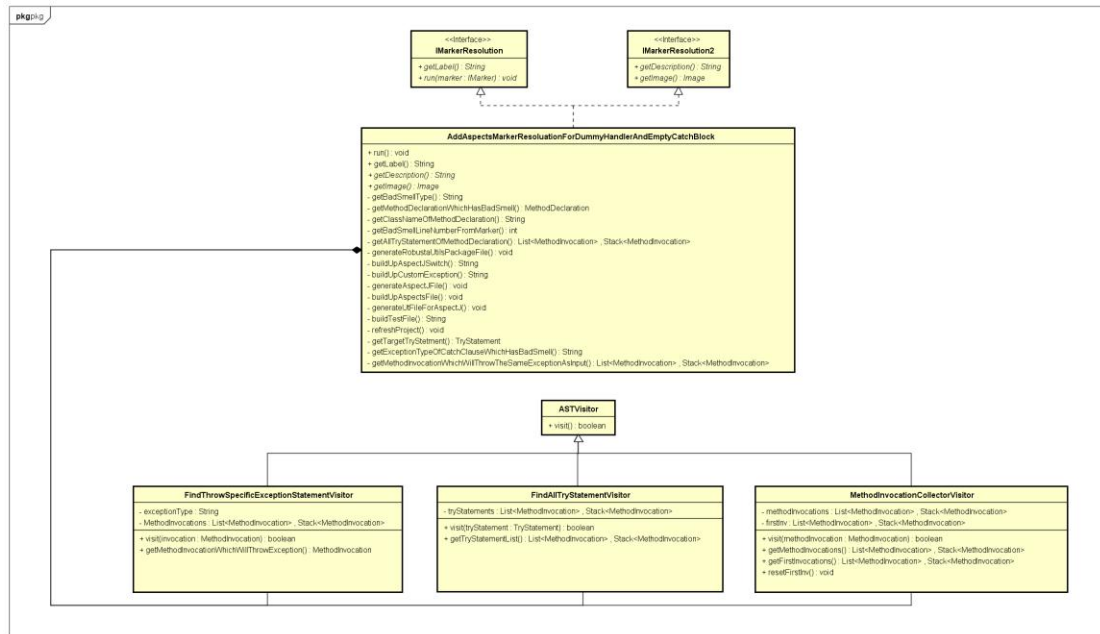 pkg pkg
<<Interface>>
IMarkerResolution
+ getLabel() : String
+ run(marker : IMarker) : void
<<Interface>>
IMarkerResolution2
+ getDescription() : String
+ getImage() : Image
AddAspectsMarkerResoluationForDummyHandlerAndEmptyCatchBlock
+ run() : void
+ getLabel() : String
+ getDescription() : String
+ getImage() : Image
- getBadSmellType() : String
- getMethodDeclarationWhichHasBadSmell() : MethodDeclaration
- getClassNameOfMethodDeclaration() : String
- getBadSmellLineNumberFromMarker() : int
- getAllTryStatementOfMethodDeclaration() : List<MethodInvocation> , Stack<MethodInvocation>
- generateRobustaUtilsPackageFile() : void
- buildUpAspectJSwitch() : String
- buildUpCustomException() : String
- generateAspectJFile() : void
- buildUpAspectsFile() : void
- generateUtFileForAspectJ() : void
- buildTestFile() : String
- refreshProject() : void
- getTargetTryStetment() : TryStatement
- getExceptionTypeOfCatchClauseWhichHasBadSmell() : String
- getMethodInvocationWhichWillThrowTheSameExceptionAsInput() : List<MethodInvocation> , Stack<MethodInvocation>
ASTVisitor
+ visit() : boolean
FindThrowSpecificExceptionStatementVisitor
- exceptionType : String
- MethodInvocations : List<MethodInvocation> , Stack<MethodInvocation>
+ visit(invocation : MethodInvocation) : boolean
+ getMethodInvocationWhichWillThrowException() : MethodInvocation
FindAllTryStatementVisitor
- tryStatements : List<MethodInvocation> , Stack<MethodInvocation>
+ visit(tryStatement : TryStatement) : boolean
+ getTryStatementList() : List<MethodInvocation> , Stack<MethodInvocation>
MethodInvocationCollectorVisitor
- methodInvocations : List<MethodInvocation> , Stack<MethodInvocation>
- firstInv : List<MethodInvocation> , Stack<MethodInvocation>
+ visit(methodInvocation : MethodInvocation) : boolean
+ getMethodInvocations() : List<MethodInvocation> , Stack<MethodInvocation>
+ getFirstInvocations() : List<MethodInvocation> , Stack<MethodInvocation>
+ resetFirstInv() : void